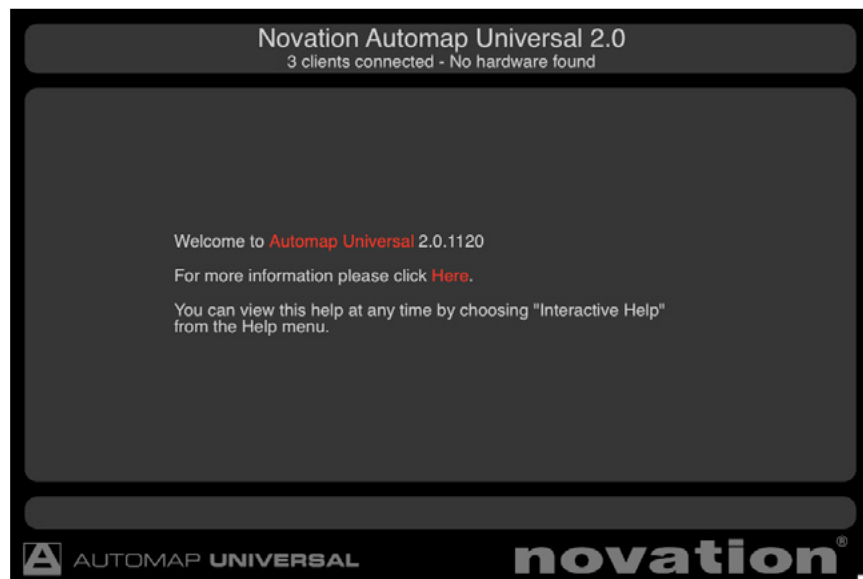 Novation Automap Universal 2.0
3 clients connected - No hardware found
Welcome to Automap Universal 2.0.1120
For more information please click Here.
You can view this help at any time by choosing "Interactive Help"
from the Help menu.
A AUTOMAP UNIVERSAL
novation®